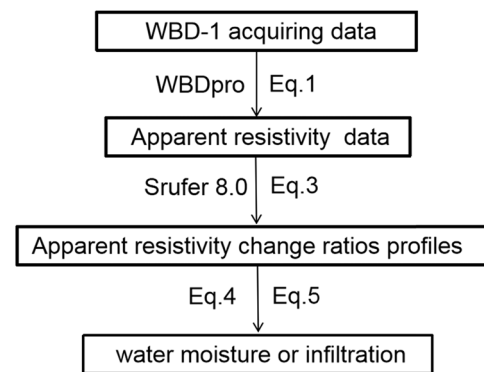 WBD-1 acquiring data
WBDpro Eq.1
Apparent resistivity data
Srufer 8.0 Eq.3
Apparent resistivity change ratios profiles
Eq.4 Eq.5
water moisture or infiltration